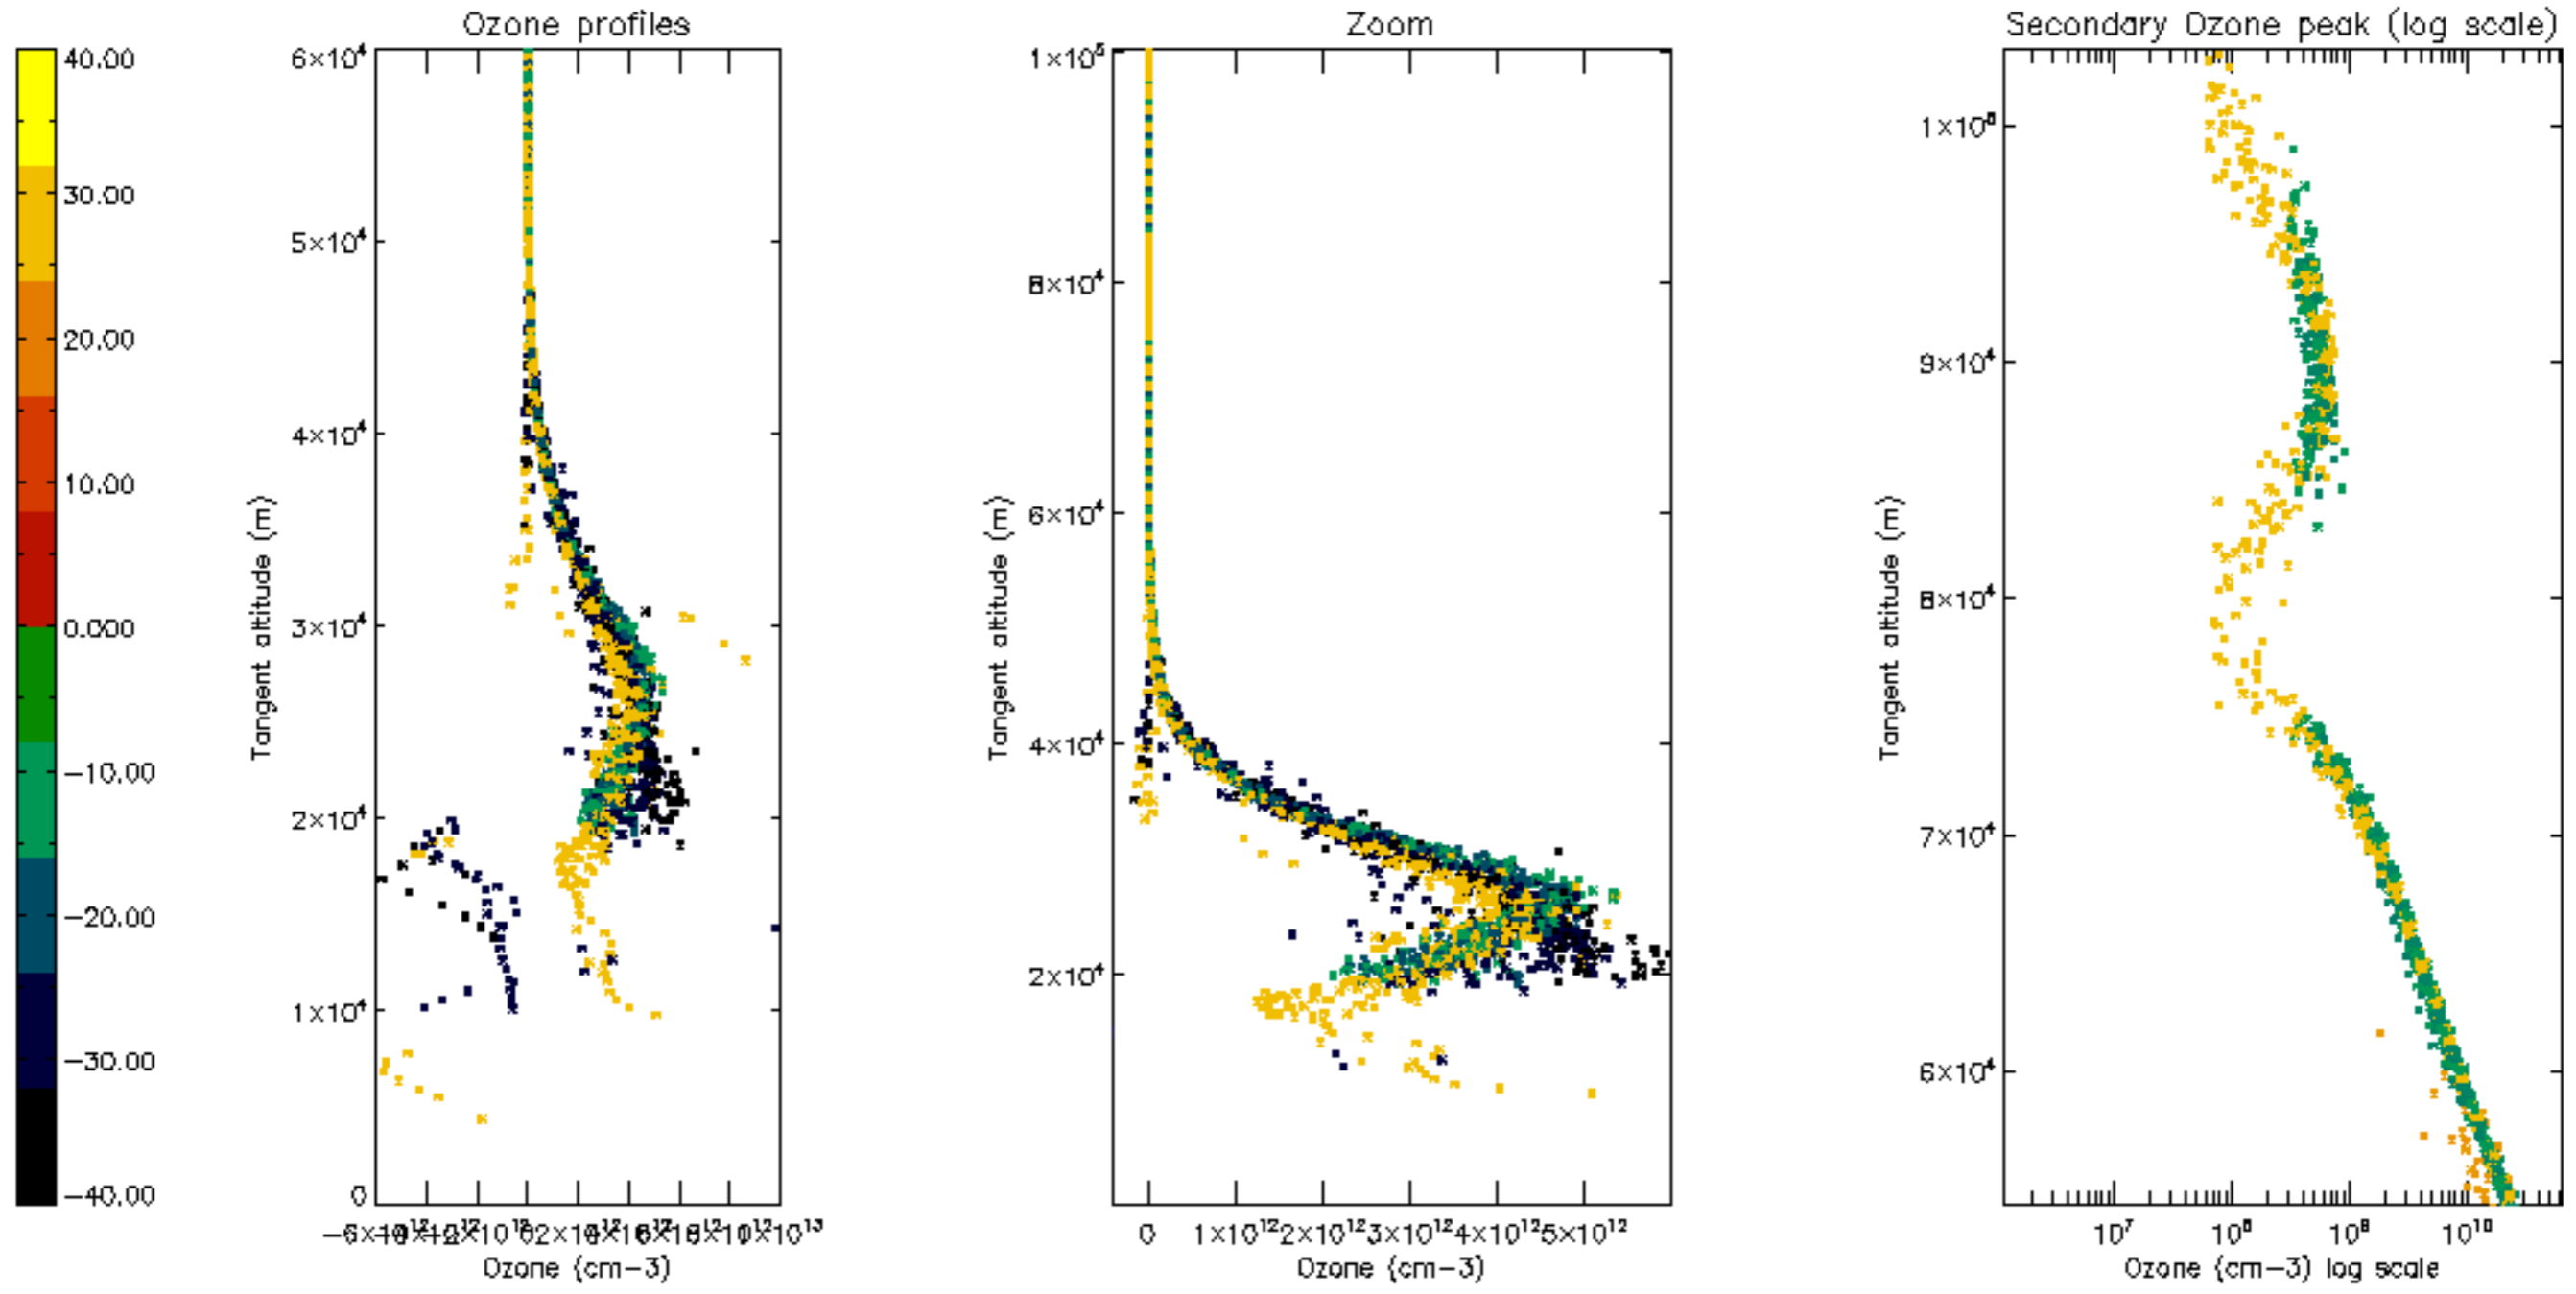 Ozone profiles
Zoom
Secondary Ozone peak (log scale)
40.00
30.00
20.00
10.00
0.000
−10.00
−20.00
−30.00
−40.00
6×10⁴
5×10⁴
4×10⁴
3×10⁴
2×10⁴
1×10⁴
0
Tangent altitude (m)
Ozone (cm−3)
1×10⁵
8×10⁴
6×10⁴
4×10⁴
2×10⁴
Tangent altitude (m)
0 1×10¹² 2×10¹² 3×10¹² 4×10¹² 5×10¹²
Ozone (cm−3)
1×10⁵
9×10⁴
8×10⁴
7×10⁴
6×10⁴
Tangent altitude (m)
10⁷ 10⁸ 10⁹ 10¹⁰
Ozone (cm−3) log scale